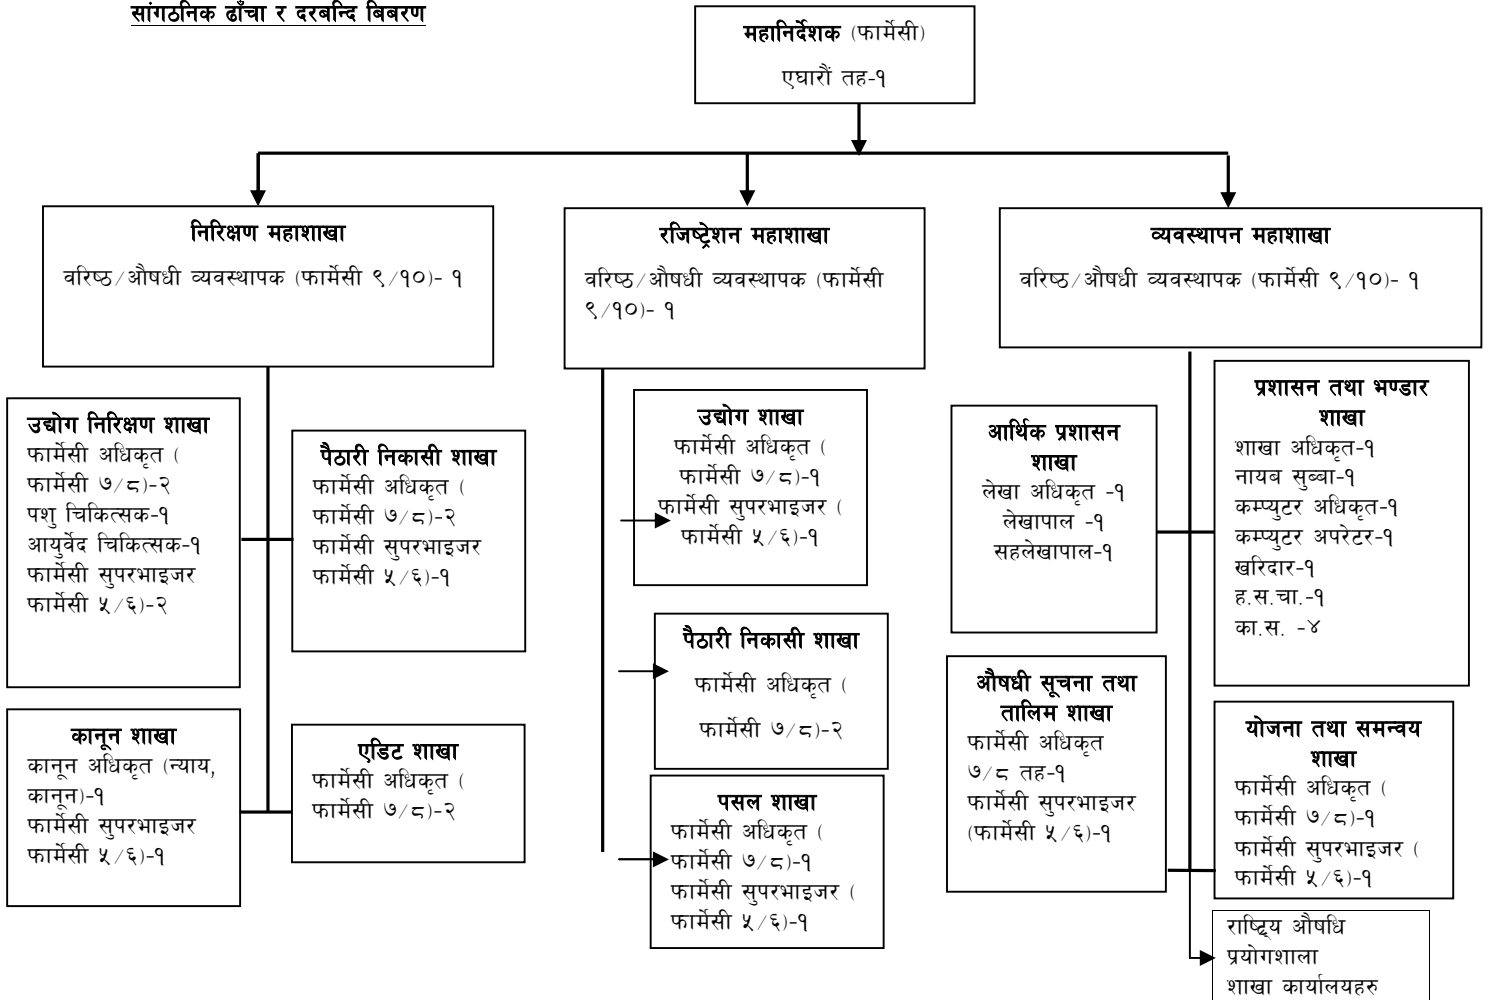 सांगठनिक ढाँचा र दरबन्दि बिबरण
महानिर्देशक (फार्मेसी)
एघारौं तह-१
निरिक्षण महाशाखा
वरिष्ठ/औषधी व्यवस्थापक (फार्मेसी ९/१०)- १
रजिष्ट्रेशन महाशाखा
वरिष्ठ/औषधी व्यवस्थापक (फार्मेसी
९/१०)- १
व्यवस्थापन महाशाखा
वरिष्ठ/औषधी व्यवस्थापक (फार्मेसी ९/१०)- १
उद्योग निरिक्षण शाखा
फार्मेसी अधिकृत (
फार्मेसी ७/८)-२
पशु चिकित्सक-१
आयुर्वेद चिकित्सक-१
फार्मेसी सुपरभाइजर
फार्मेसी ५/६)-२
पैठारी निकासी शाखा
फार्मेसी अधिकृत (
फार्मेसी ७/८)-२
फार्मेसी सुपरभाइजर
फार्मेसी ५/६)-१
कानून शाखा
कानून अधिकृत (न्याय,
कानून)-१
फार्मेसी सुपरभाइजर
फार्मेसी ५/६)-१
एडिट शाखा
फार्मेसी अधिकृत (
फार्मेसी ७/८)-२
उद्योग शाखा
फार्मेसी अधिकृत (
फार्मेसी ७/८)-१
फार्मेसी सुपरभाइजर (
फार्मेसी ५/६)-१
पैठारी निकासी शाखा
फार्मेसी अधिकृत (
फार्मेसी ७/८)-२
पसल शाखा
फार्मेसी अधिकृत (
फार्मेसी ७/८)-१
फार्मेसी सुपरभाइजर (
फार्मेसी ५/६)-१
आर्थिक प्रशासन
शाखा
लेखा अधिकृत -१
लेखापाल -१
सहलेखापाल-१
प्रशासन तथा भण्डार
शाखा
शाखा अधिकृत-१
नायब सुब्बा-१
कम्प्युटर अधिकृत-१
कम्प्युटर अपरेटर-१
खरिदार-१
ह.स.चा.-१
का.स. -४
औषधी सूचना तथा
तालिम शाखा
फार्मेसी अधिकृत
७/८ तह-१
फार्मेसी सुपरभाइजर
(फार्मेसी ५/६)-१
योजना तथा समन्वय
शाखा
फार्मेसी अधिकृत (
फार्मेसी ७/८)-१
फार्मेसी सुपरभाइजर (
फार्मेसी ५/६)-१
राष्ट्रिय औषधि
प्रयोगशाला
शाखा कार्यालयहरु